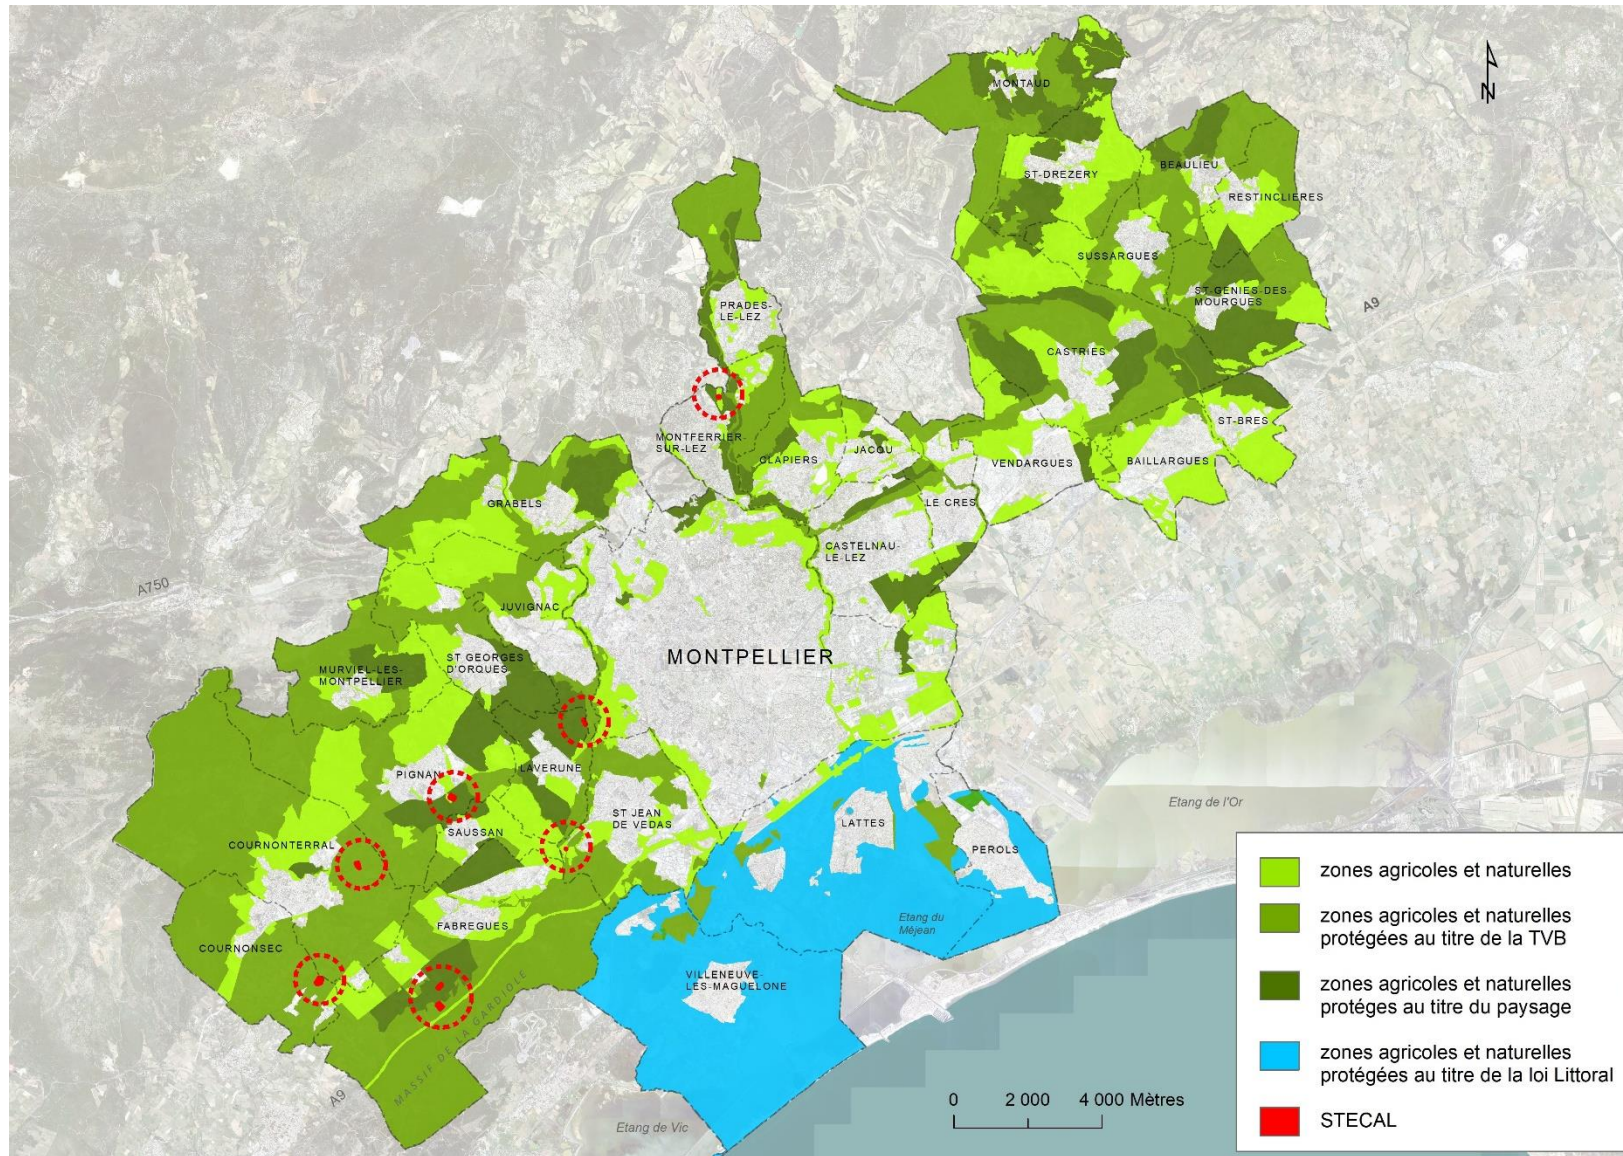 N
MONTAUD
ST-DREZERY
BEAULIEU
RESTINCLIERES
SUSSARGUES
ST-GENIES-DES-
MOURGUES
A9
PRADES-
LE-LEZ
CASTRIES
ST-BRES
MONTFERRIER-
SUR-LEZ
CLAPIERS
JACOU
VENDARGUES
BAILLARGUES
GRABELS
LE CRES
CASTELNAU-
LE-LEZ
A750
JUVIGNAC
MURVIEL-LES-
MONTPELLIER
ST GEORGES
D'ORQUES
MONTPELLIER
PIGNAN
LAVERUNE
Etang de l'Or
SAUSSAN
ST JEAN
DE VEDAS
LATTES
PEROLS
COURNONTERRAL
FABREGUES
Etang du
Méjean
COURNONSEC
VILLENEUVE-
LES-MAGUELONE
MASSIF DE LA GARDIOLE
A9
Etang de Vic
0 2 000 4 000 Mètres
zones agricoles et naturelles
zones agricoles et naturelles
protégées au titre de la TVB
zones agricoles et naturelles
protéges au titre du paysage
zones agricoles et naturelles
protégées au titre de la loi Littoral
STECAL